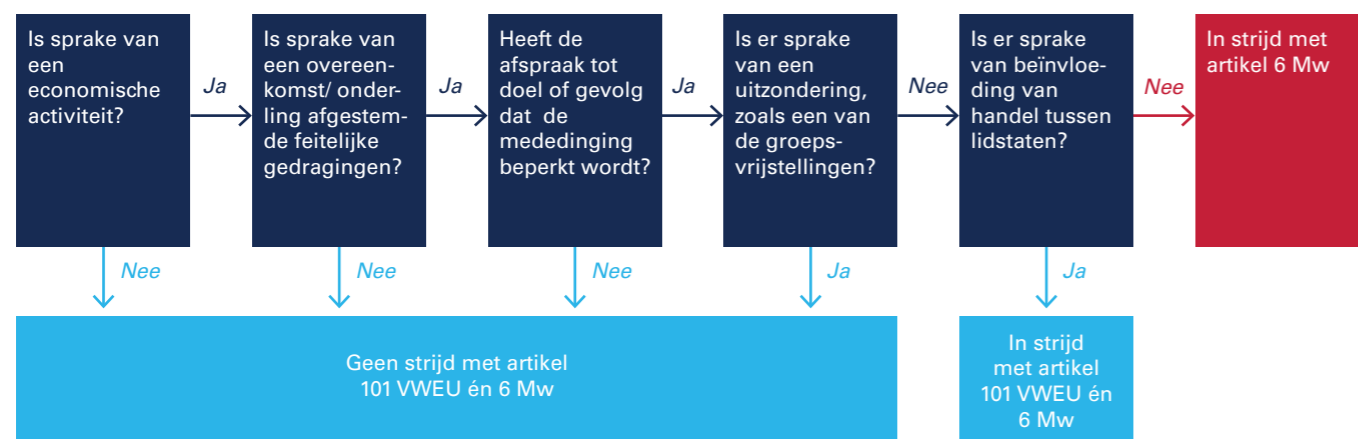 Is sprake van
een
economische
activiteit?
Ja
Is sprake van
een overeen-
komst/ onder-
ling afgestem-
de feitelijke
gedragingen?
Ja
Heeft de
afspraak tot
doel of gevolg
dat de
mededinging
beperkt wordt?
Ja
Is er sprake
van een
uitzondering,
zoals een van
de groeps-
vrijstellingen?
Nee
Is er sprake
van beïnvloe-
ding van
handel tussen
lidstaten?
Nee
In strijd met
artikel 6 Mw
Nee
Nee
Nee
Ja
Ja
Geen strijd met artikel
101 VWEU én 6 Mw
In strijd
met artikel
101 VWEU én
6 Mw